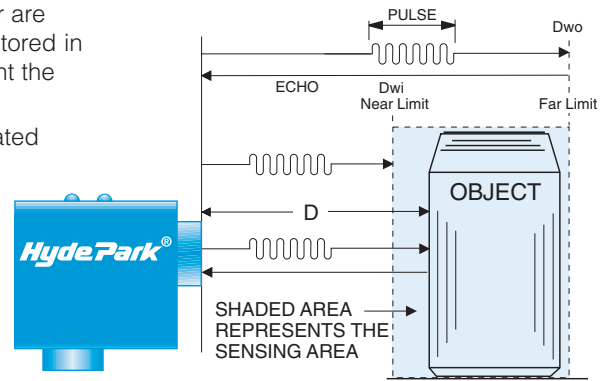 r are
tored in
nt the
ated
PULSE
Dwo
ECHO
Dwi
Near Limit
Far Limit
OBJECT
D
HydePark®
SHADED AREA
REPRESENTS THE
SENSING AREA